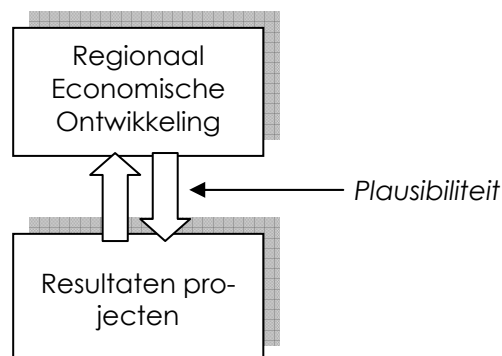 Regionaal
Economische
Ontwikkeling
Plausibiliteit
Resultaten pro-
jecten